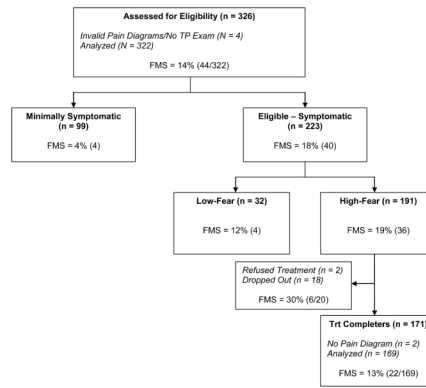 Assessed for Eligibility (n = 326)
Invalid Pain Diagrams/No TP Exam (N = 4)
Analyzed (N = 322)
FMS = 14% (44/322)
Minimally Symptomatic
(n = 99)
FMS = 4% (4)
Eligible – Symptomatic
(n = 223)
FMS = 18% (40)
Low-Fear (n = 32)
FMS = 12% (4)
High-Fear (n = 191)
FMS = 19% (36)
Refused Treatment (n = 2)
Dropped Out (n = 18)
FMS = 30% (6/20)
Trt Completers (n = 171)
No Pain Diagram (n = 2)
Analyzed (n = 169)
FMS = 13% (22/169)